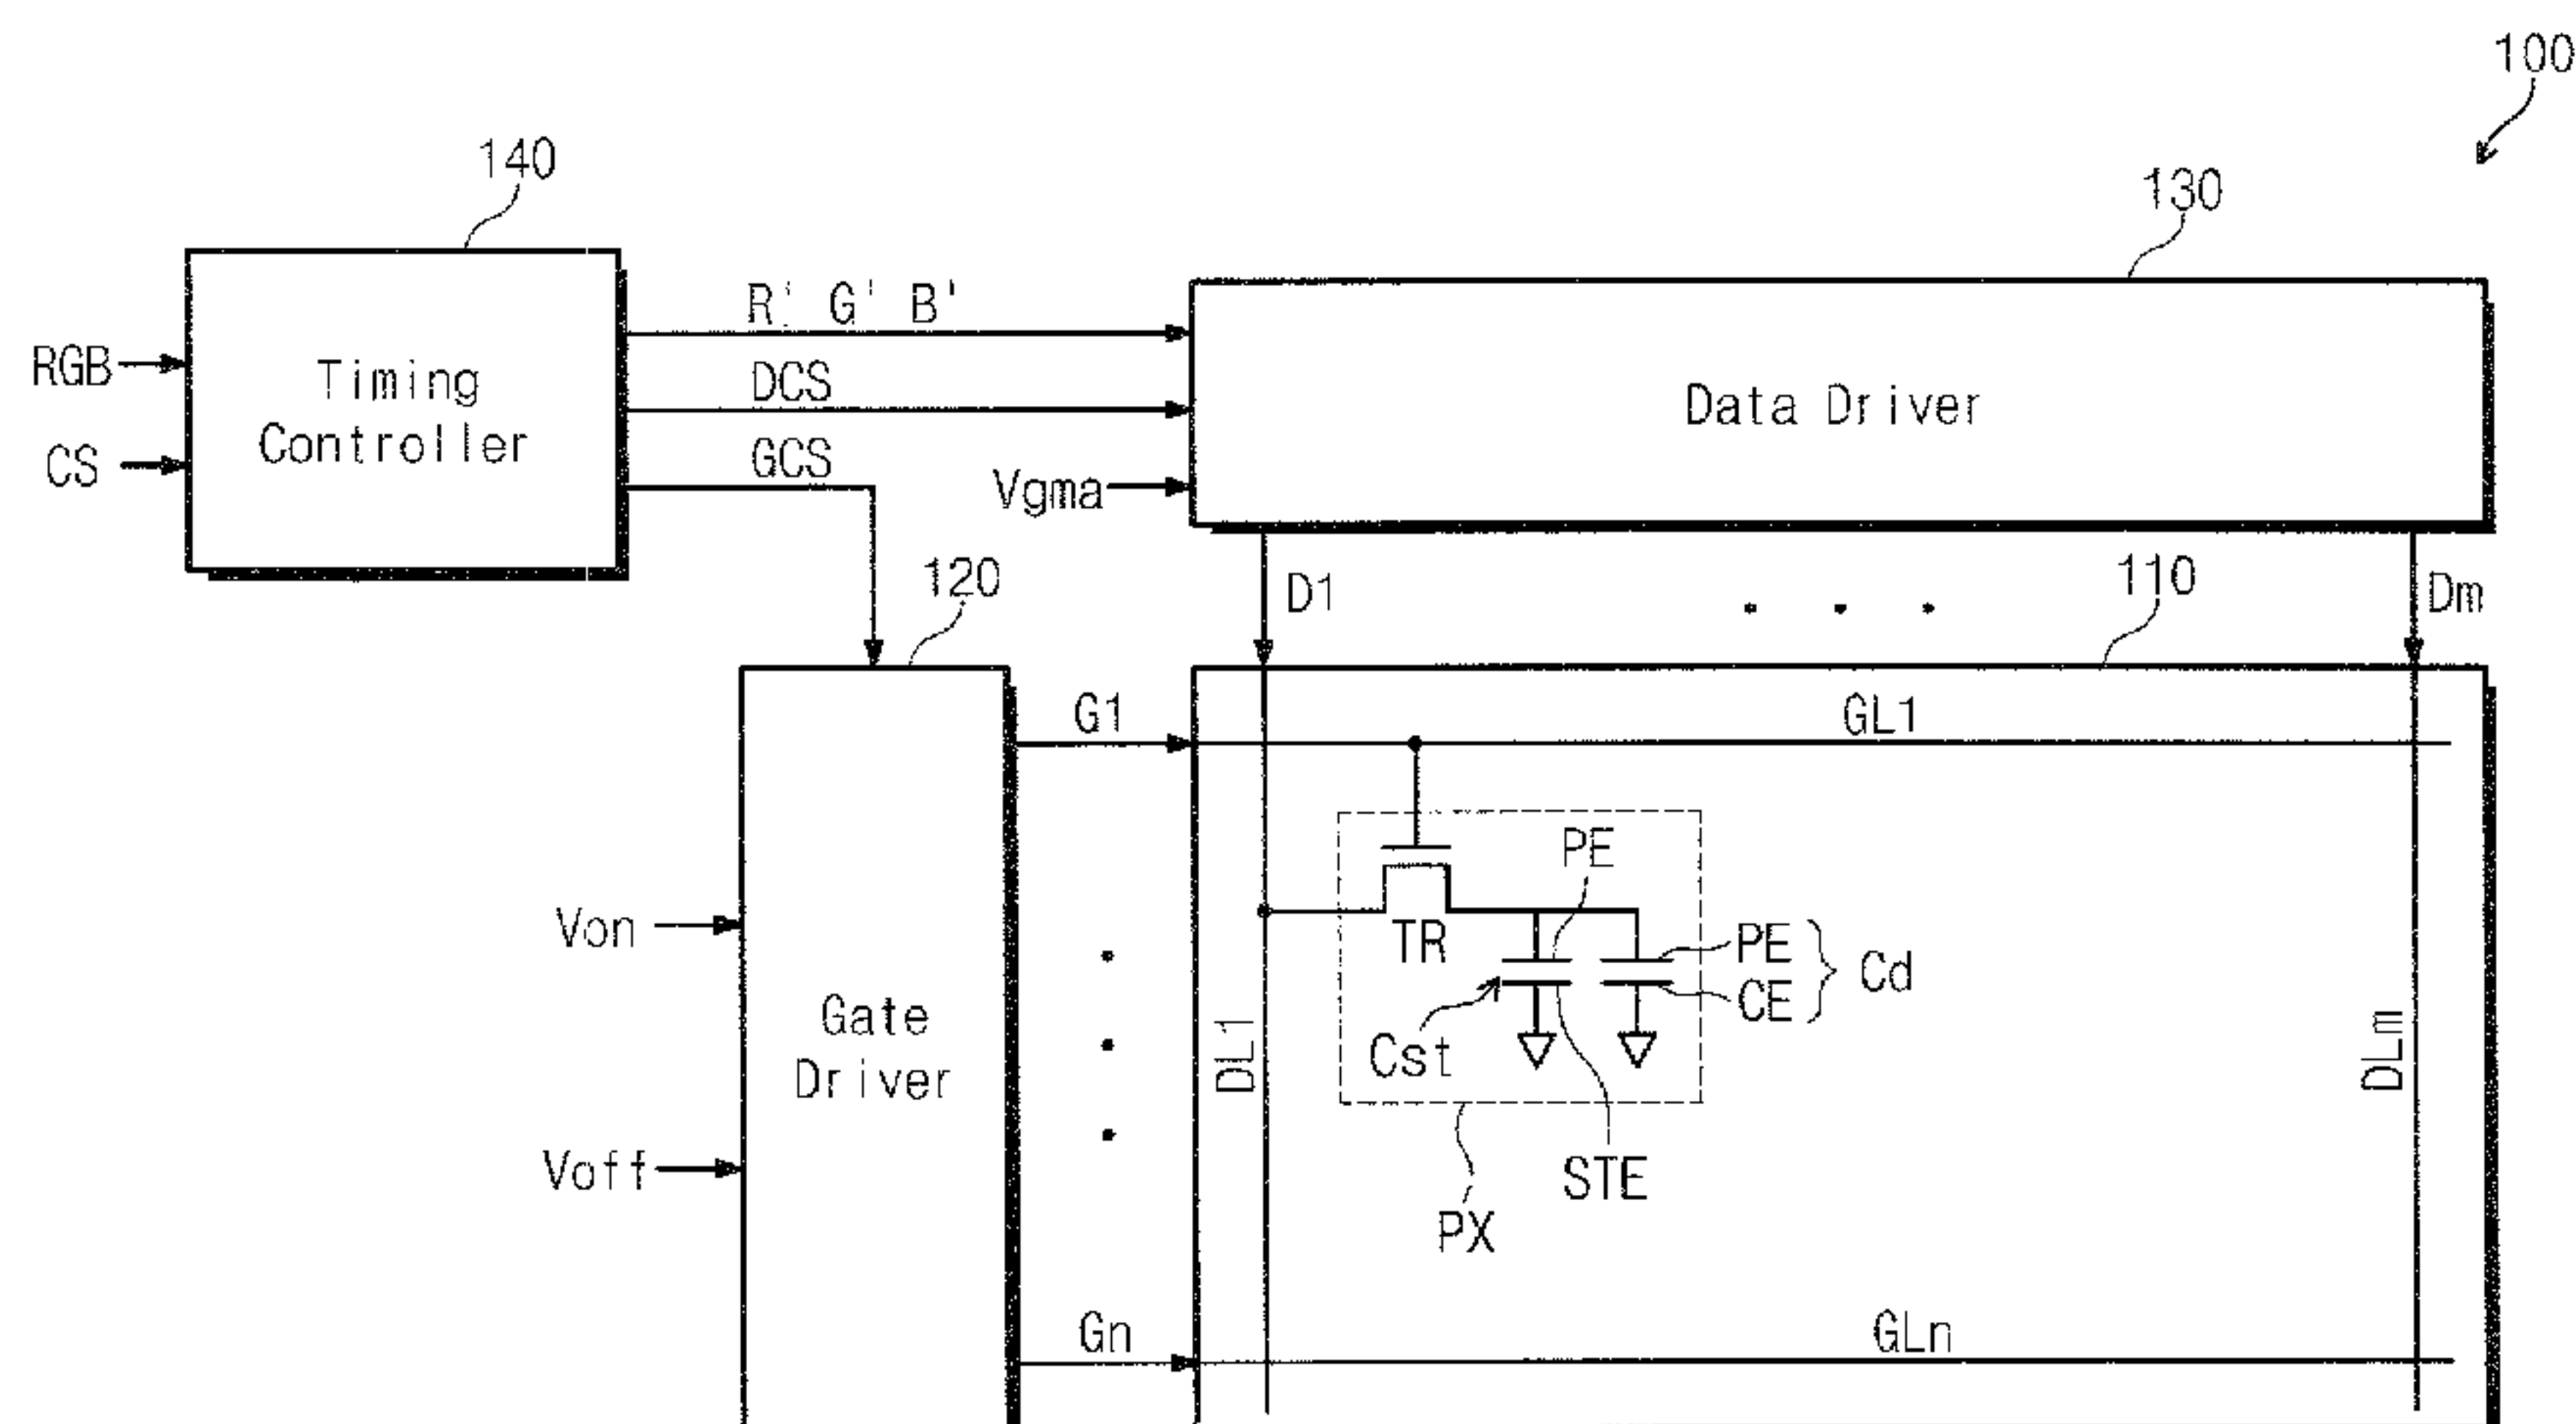 100
140
130
R' G' B'
RGB
Timing
Controller
DCS
Data Driver
CS
GCS
Vgma
120
D1
110
Dm
G1
GL1
PE
Von
TR
PE
CE
Cd
Gate
Driver
Cst
DL1
DLm
Voff
STE
PX
Gn
GLn